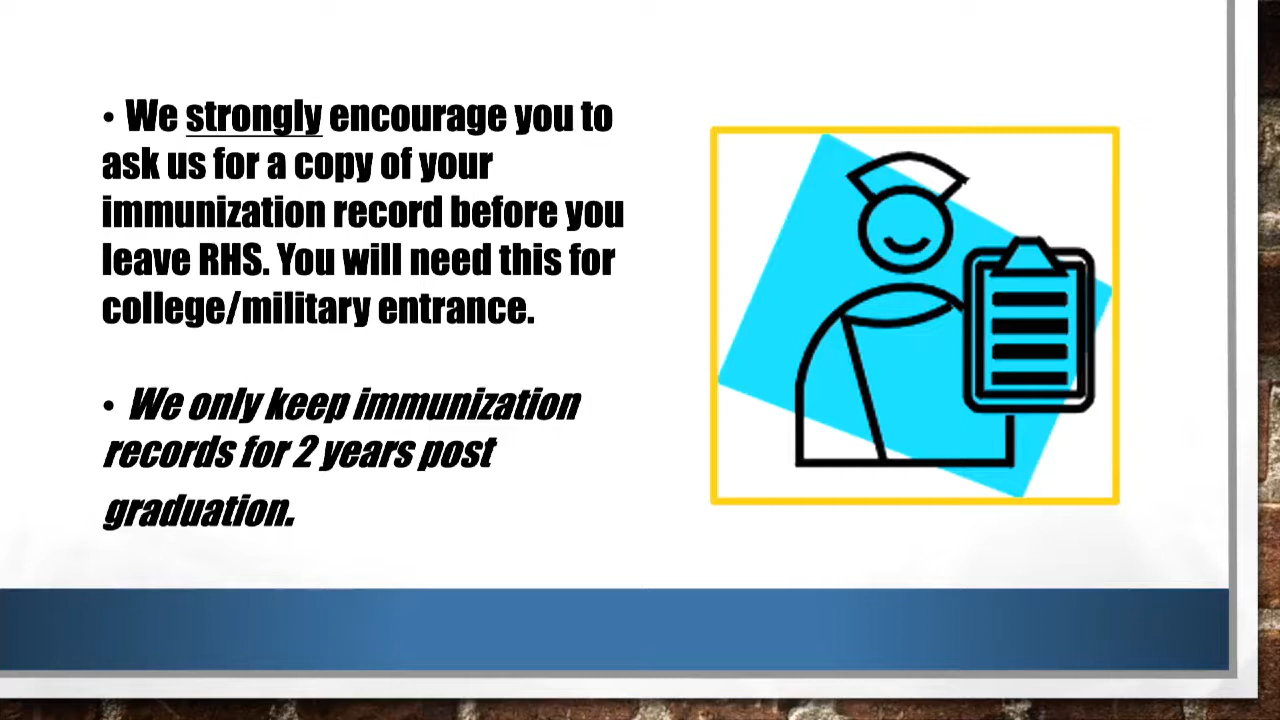 • We strongly encourage you to
ask us for a copy of your
immunization record before you
leave RHS. You will need this for
college/military entrance.
• We only keep immunization
records for 2 years post
graduation.